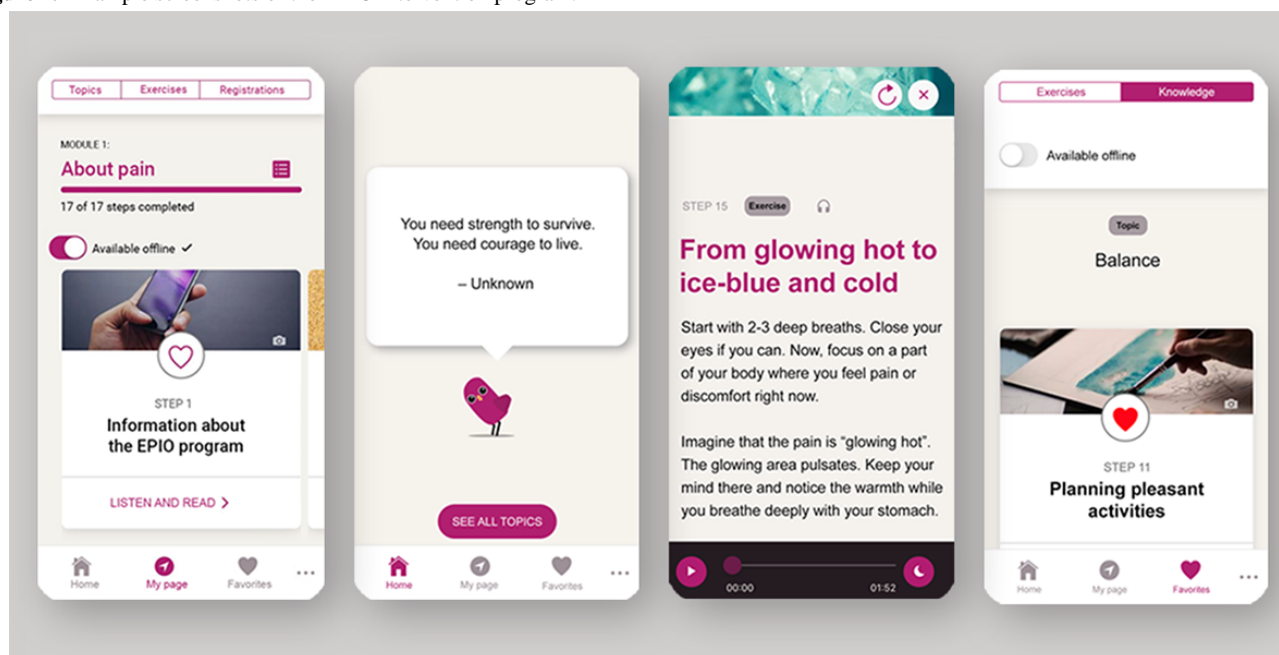 Topics Exercises Registrations
MODULE 1:
About pain
17 of 17 steps completed
Available offline
STEP 1
Information about
the EPIO program
LISTEN AND READ
Home My page Favorites
You need strength to survive.
You need courage to live.
– Unknown
SEE ALL TOPICS
Home My page Favorites
STEP 15 Exercise
From glowing hot to
ice-blue and cold
Start with 2-3 deep breaths. Close your
eyes if you can. Now, focus on a part
of your body where you feel pain or
discomfort right now.
Imagine that the pain is “glowing hot”.
The glowing area pulsates. Keep your
mind there and notice the warmth while
you breathe deeply with your stomach.
00:00 01:52
Exercises Knowledge
Available offline
Topic
Balance
STEP 11
Planning pleasant
activities
Home My page Favorites